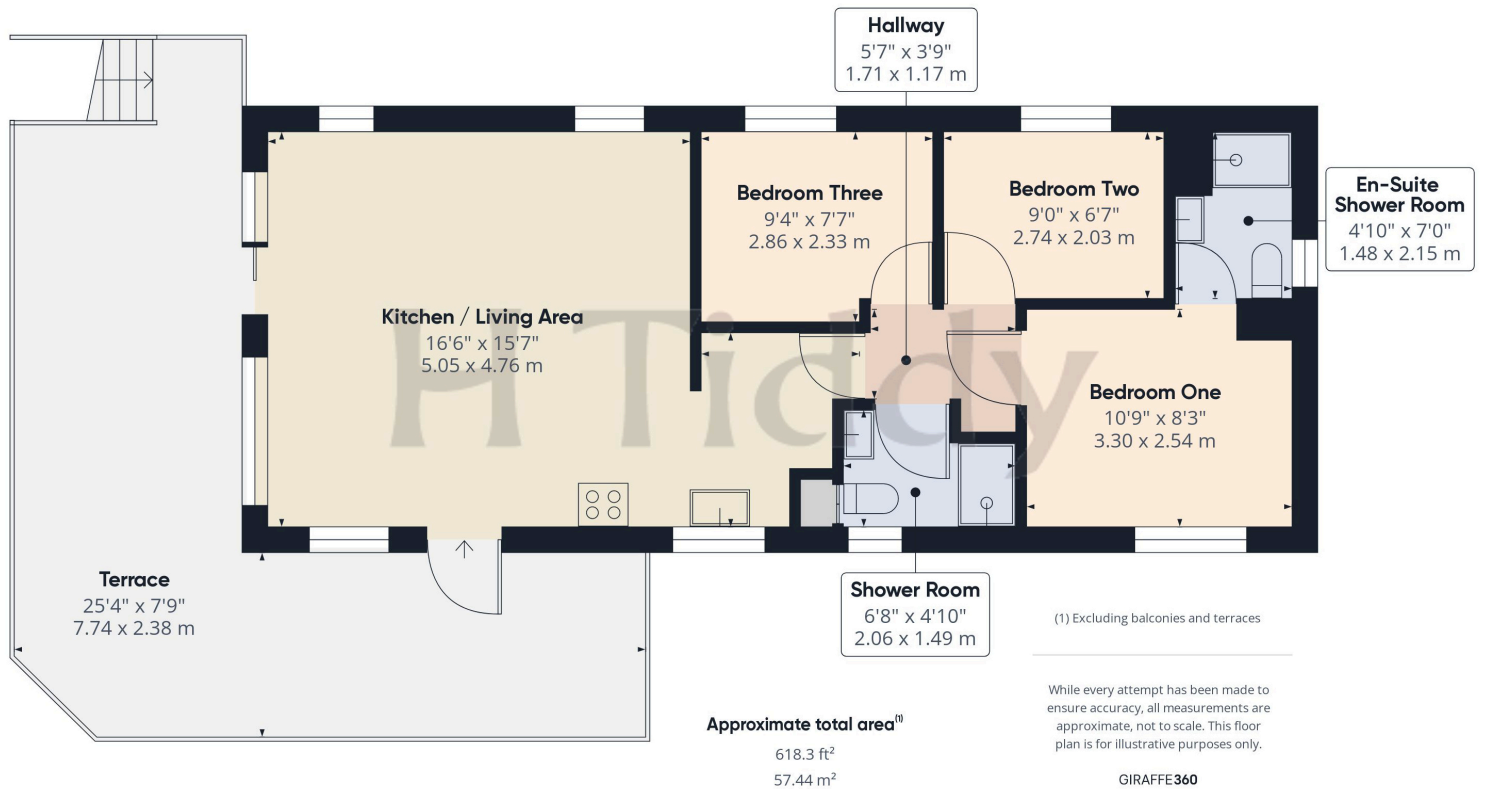 Hallway
5'7" x 3'9"
1.71 x 1.17 m
Bedroom Three
9'4" x 7'7"
2.86 x 2.33 m
Bedroom Two
9'0" x 6'7"
2.74 x 2.03 m
En-Suite
Shower Room
4'10" x 7'0"
1.48 x 2.15 m
Kitchen / Living Area
16'6" x 15'7"
5.05 x 4.76 m
H Tiddy
Bedroom One
10'9" x 8'3"
3.30 x 2.54 m
Terrace
25'4" x 7'9"
7.74 x 2.38 m
Shower Room
6'8" x 4'10"
2.06 x 1.49 m
Approximate total area(1)
618.3 ft²
57.44 m²
(1) Excluding balconies and terraces
While every attempt has been made to
ensure accuracy, all measurements are
approximate, not to scale. This floor
plan is for illustrative purposes only.
GIRAFFE360